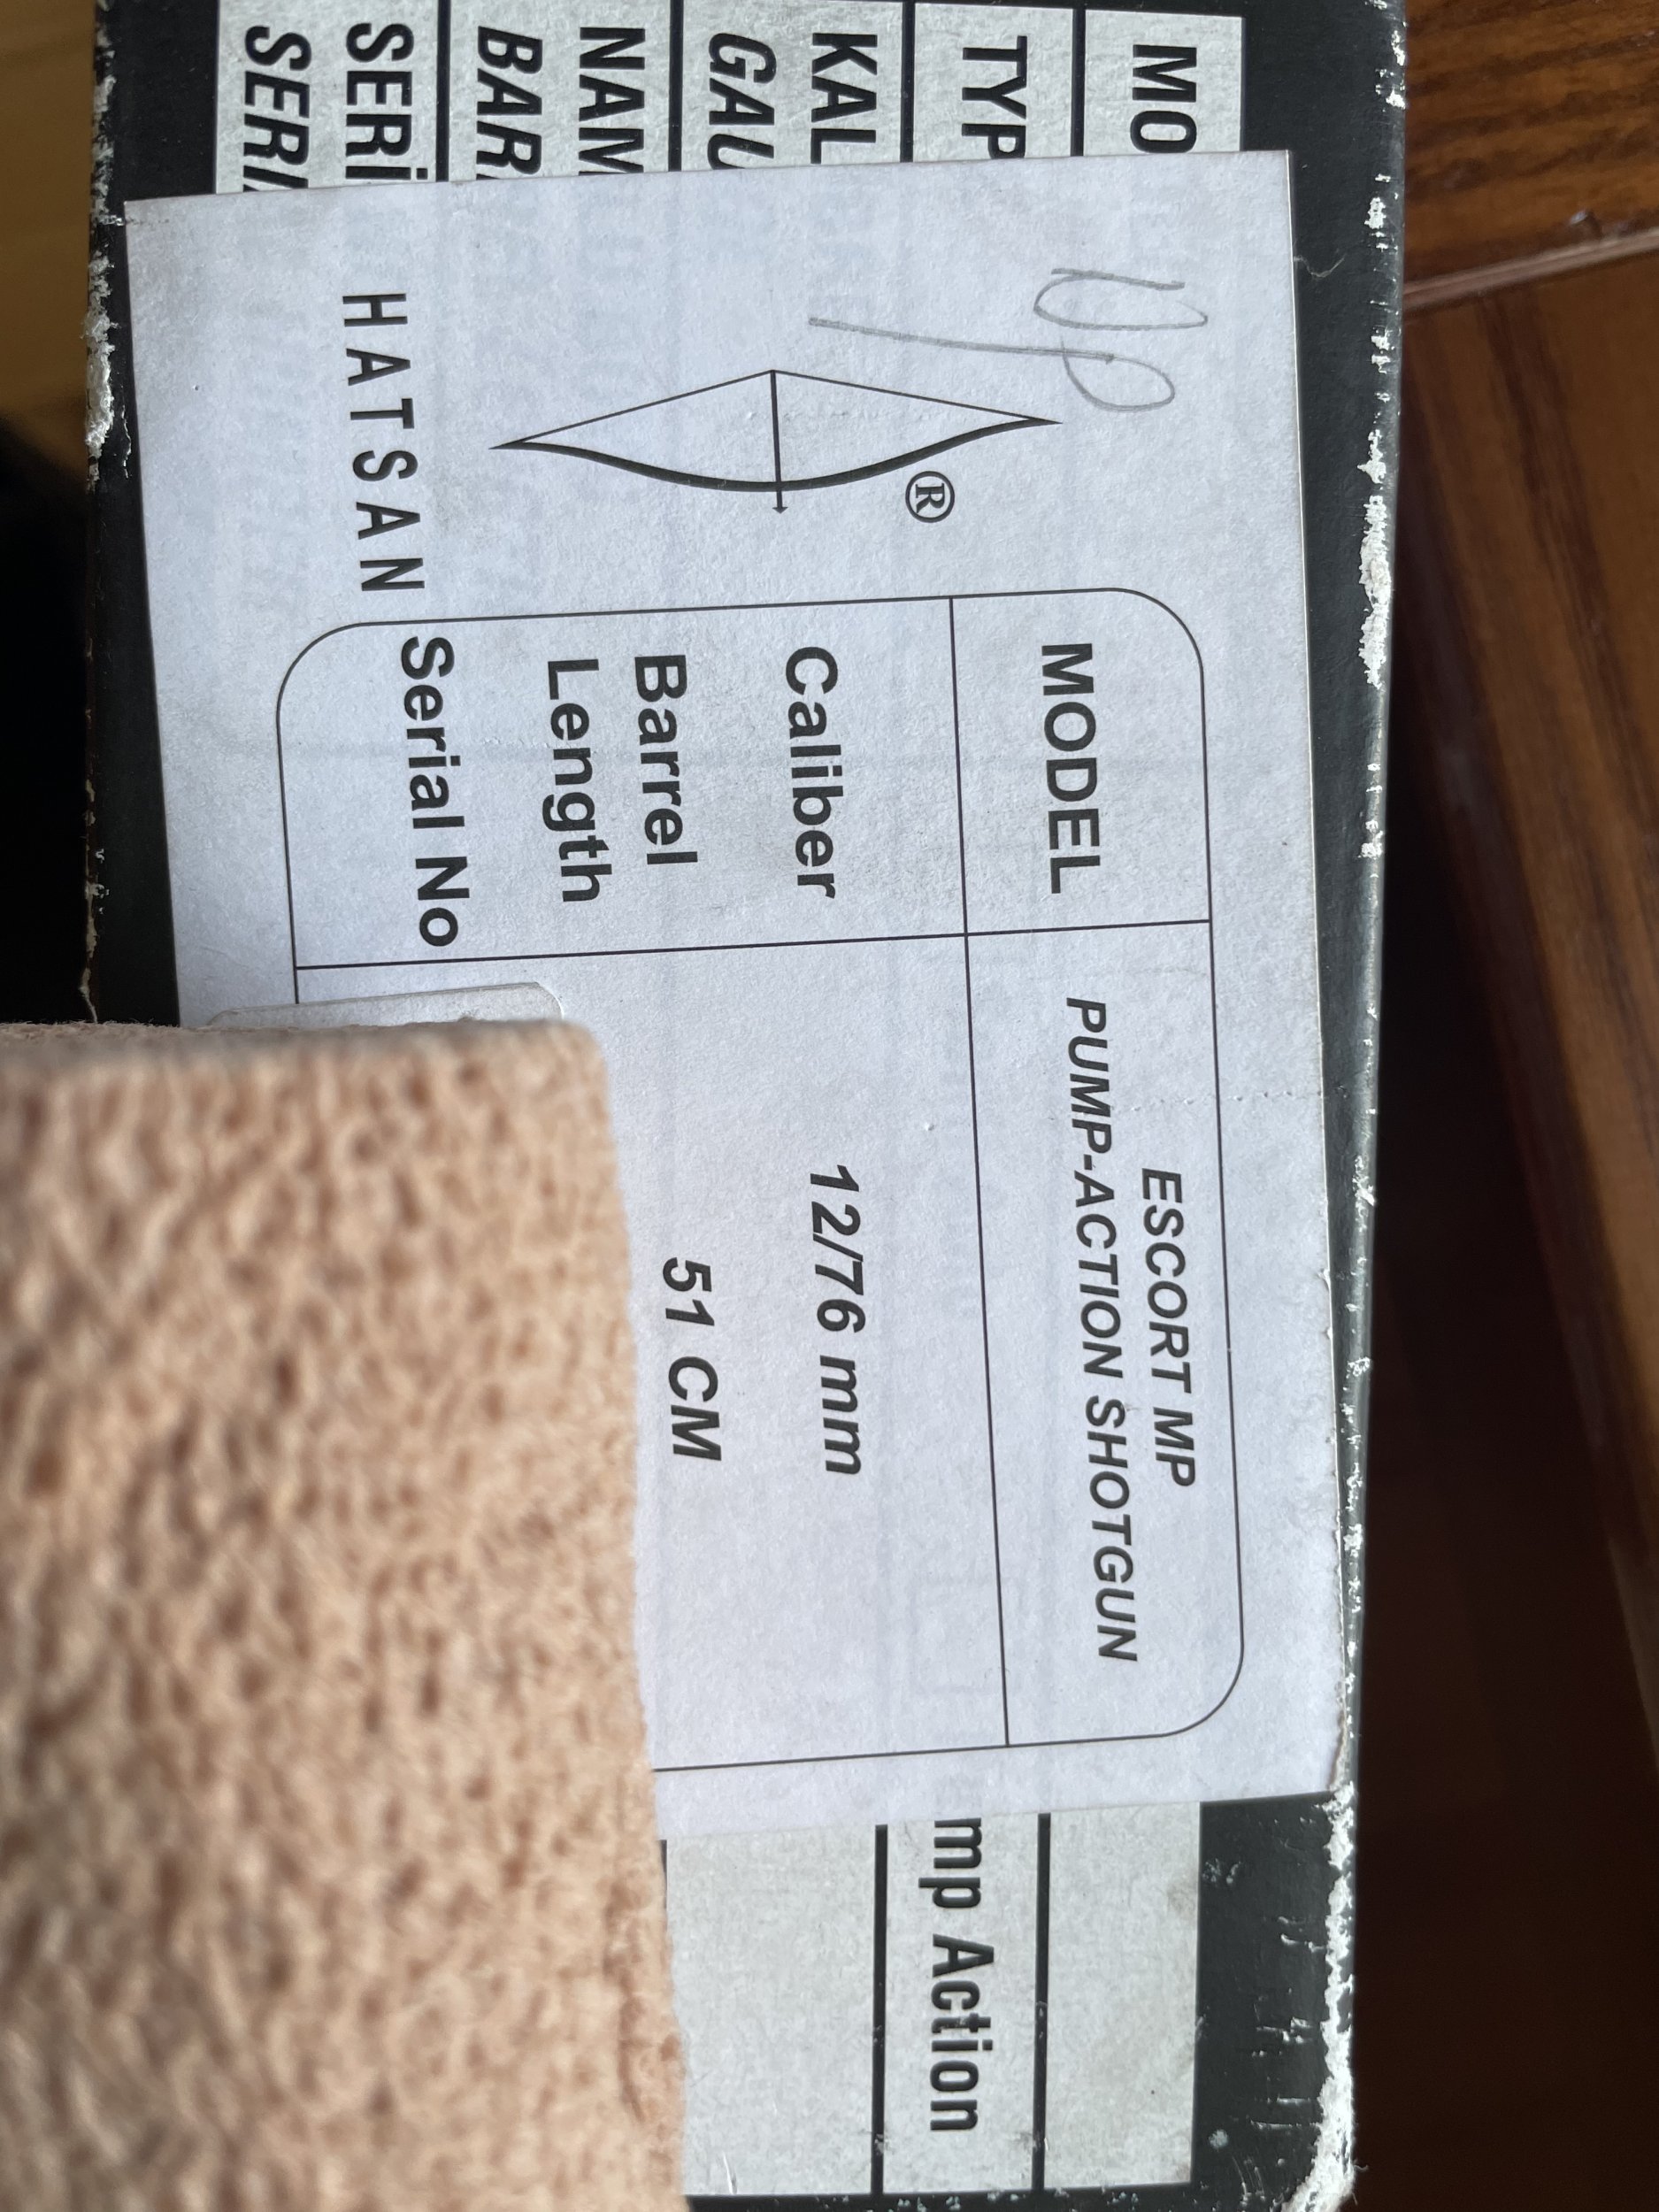 MO
TYP
KAL
GAU
NAM
BAR
SERİ
SERI
up
®
HATSAN
MODEL
ESCORT MP
PUMP-ACTION SHOTGUN
Caliber
12/76 mm
Barrel
Length
51 CM
Serial No
mp Action